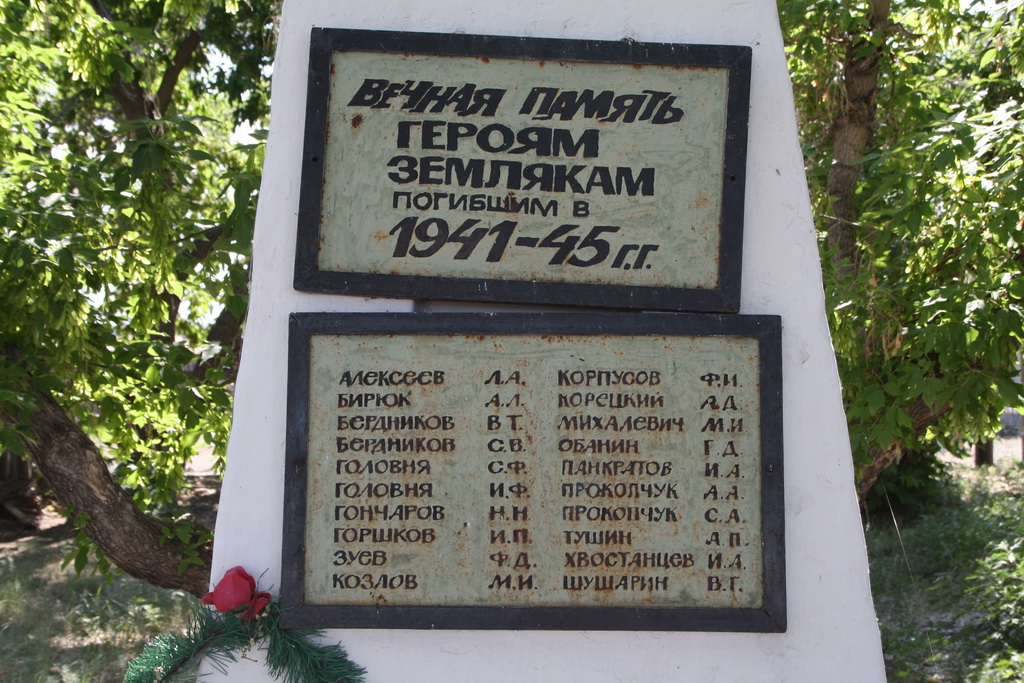 ВЕЧНАЯ ПАМЯТЬ
ГЕРОЯМ
ЗЕМЛЯКАМ
ПОГИБШИМ В
1941-45 г.г.
АЛЕКСЕЕВ Л.А.
БИРЮК А.Л.
БЕРДНИКОВ В Т.
БЕРДНИКОВ С.В.
ГОЛОВНЯ С.Ф.
ГОЛОВНЯ И.Ф.
ГОНЧАРОВ Н.Н
ГОРШКОВ И.П.
ЗУЕВ Ф.Д.
КОЗЛОВ М.И.
КОРПУСОВ Ф.И.
КОРЕЦКИЙ А.Д.
МИХАЛЕВИЧ М.И
ОБАНИН Г.Д.
ПАНКРАТОВ И.А.
ПРОКОПЧУК А.А.
ПРОКОПЧУК С.А.
ТУШИН А.П.
ХВОСТАНЦЕВ И.А.
ШУШАРИН В.Г.